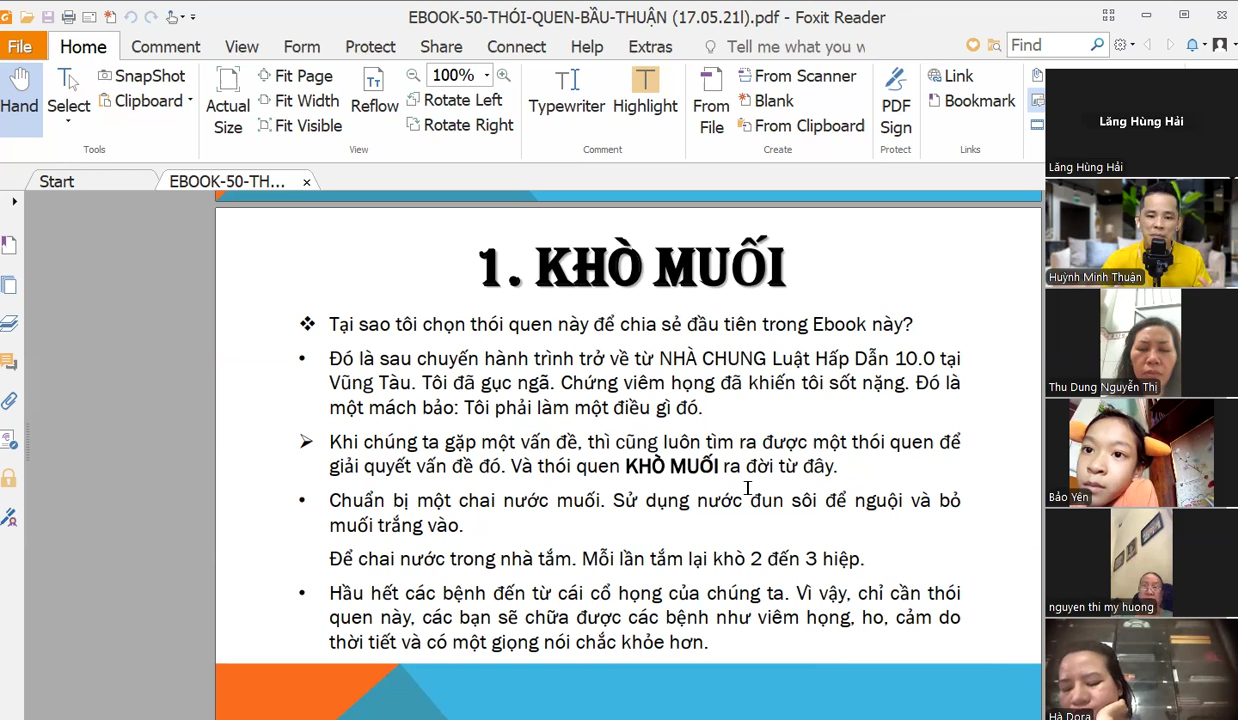 EBOOK-50-THÓI-QUEN-BẦU-THUẬN (17.05.21l).pdf - Foxit Reader
File Home Comment View Form Protect Share Connect Help Extras Tell me what you w Find
Hand
Select
SnapShot
Clipboard
Tools
Actual Size
Fit Page
Fit Width
Fit Visible
Reflow
100%
Rotate Left
Rotate Right
View
Typewriter
Highlight
Comment
From File
From Scanner
Blank
From Clipboard
Create
PDF Sign
Protect
Link
Bookmark
Links
Start EBOOK-50-TH...
1. KHÒ MUỐI
❖ Tại sao tôi chọn thói quen này để chia sẻ đầu tiên trong Ebook này?
• Đó là sau chuyến hành trình trở về từ NHÀ CHUNG Luật Hấp Dẫn 10.0 tại
Vũng Tàu. Tôi đã gục ngã. Chứng viêm họng đã khiến tôi sốt nặng. Đó là
một mách bảo: Tôi phải làm một điều gì đó.
➢ Khi chúng ta gặp một vấn đề, thì cũng luôn tìm ra được một thói quen để
giải quyết vấn đề đó. Và thói quen KHÒ MUỐI ra đời từ đây.
• Chuẩn bị một chai nước muối. Sử dụng nước đun sôi để nguội và bỏ
muối trắng vào.
Để chai nước trong nhà tắm. Mỗi lần tắm lại khò 2 đến 3 hiệp.
• Hầu hết các bệnh đến từ cái cổ họng của chúng ta. Vì vậy, chỉ cần thói
quen này, các bạn sẽ chữa được các bệnh như viêm họng, ho, cảm do
thời tiết và có một giọng nói chắc khỏe hơn.
Lăng Hùng Hải
Lăng Hùng Hải
Huỳnh Minh Thuận
Thu Dung Nguyễn Thị
Bảo Yên
nguyen thi my huong
Hà Dora